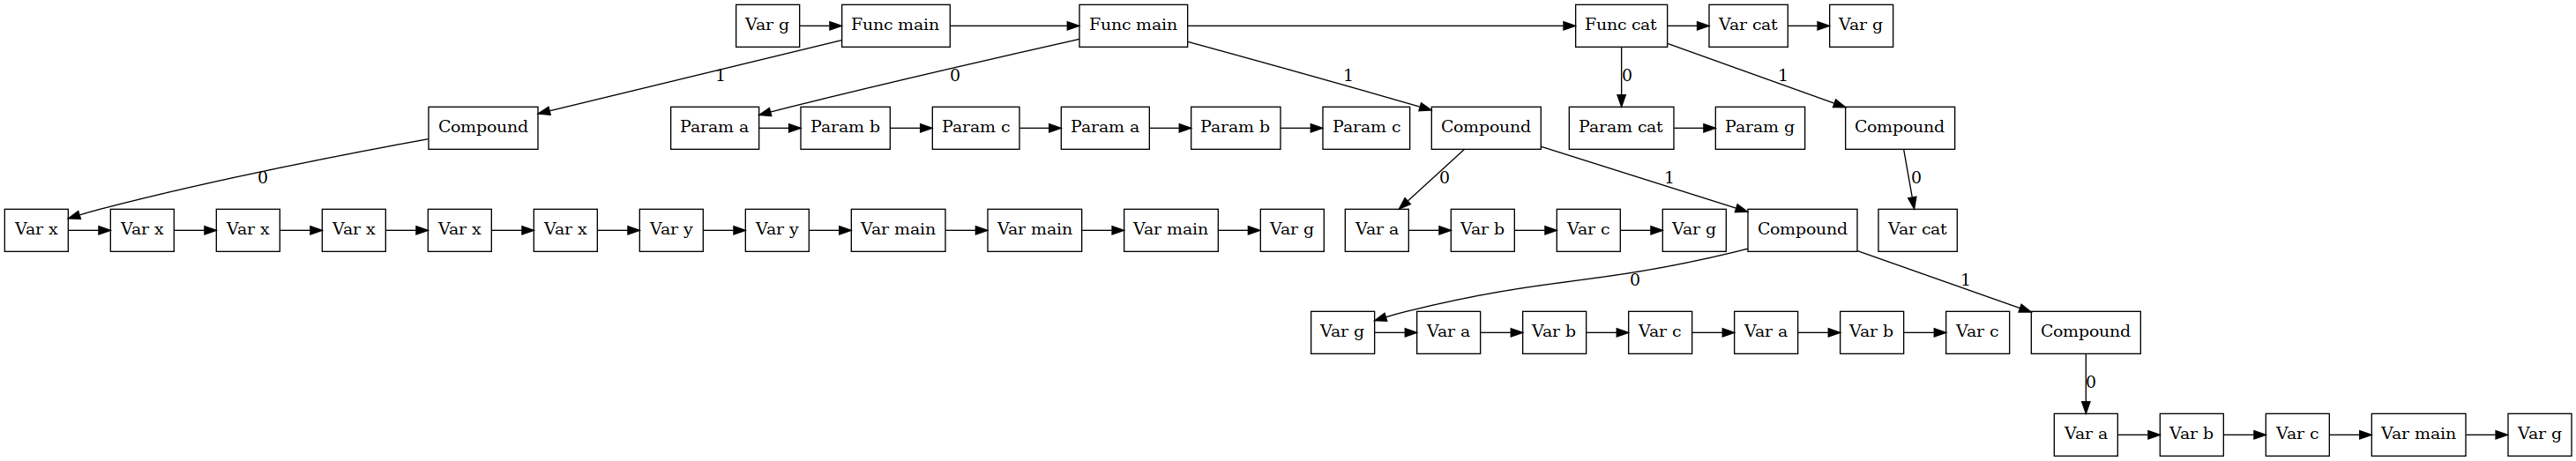 Var g Func main Func main Func cat Var cat Var g
1 0 1 0 1
Compound Param a Param b Param c Param a Param b Param c Compound Param cat Param g Compound
0 0 1 0
Var x Var x Var x Var x Var x Var x Var y Var y Var main Var main Var main Var g Var a Var b Var c Var g Compound Var cat
0 1
Var g Var a Var b Var c Var a Var b Var c Compound
0
Var a Var b Var c Var main Var g